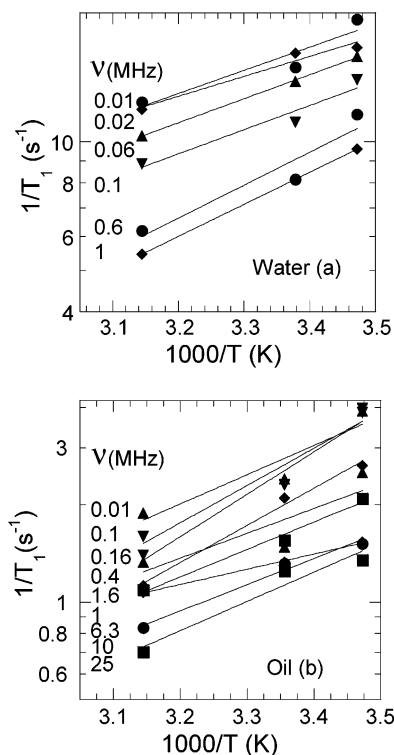 ν(MHz)
0.01
0.02
0.06
0.1
0.6
1
10
8
6
4
1/T1 (s-1)
Water (a)
3.1 3.2 3.3 3.4 3.5
1000/T (K)
ν(MHz)
0.01
0.1
0.16
0.4
1.6
1
6.3
10
25
3
1
0.8
0.6
1/T1(s-1)
Oil (b)
3.1 3.2 3.3 3.4 3.5
1000/T (K)